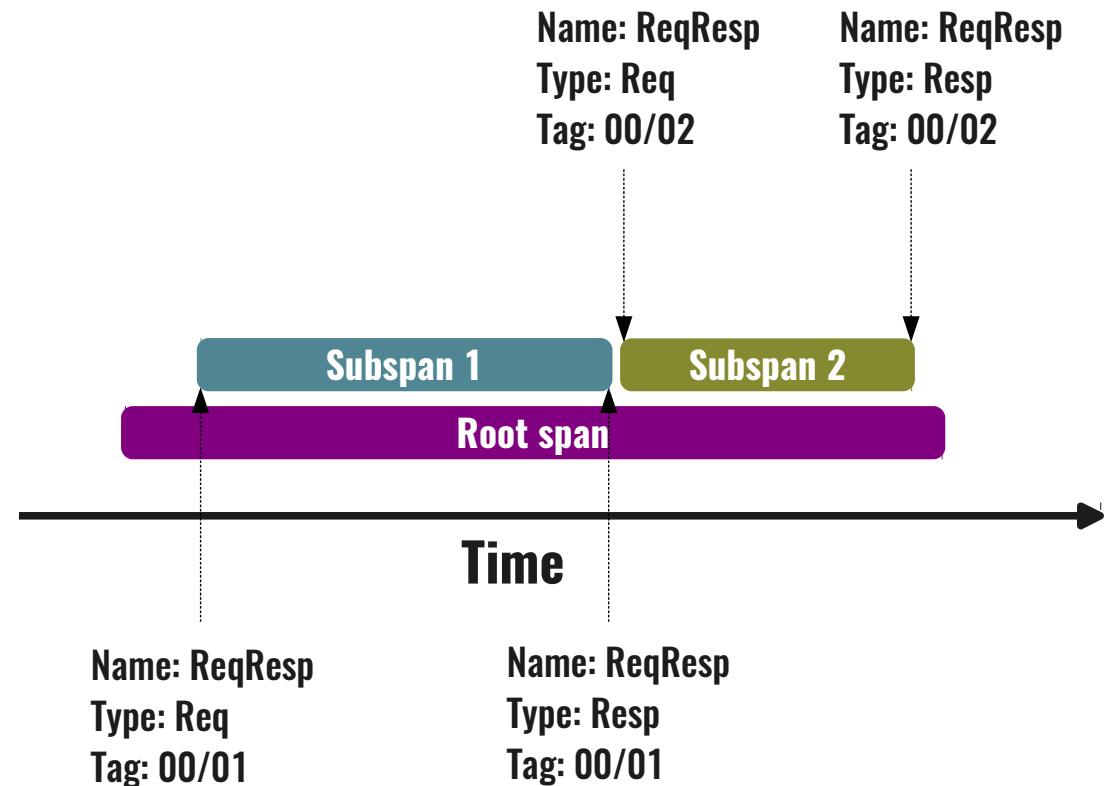 Name: ReqResp
Type: Req
Tag: 00/02
Name: ReqResp
Type: Resp
Tag: 00/02
Subspan 1
Subspan 2
Root span
Time
Name: ReqResp
Type: Req
Tag: 00/01
Name: ReqResp
Type: Resp
Tag: 00/01